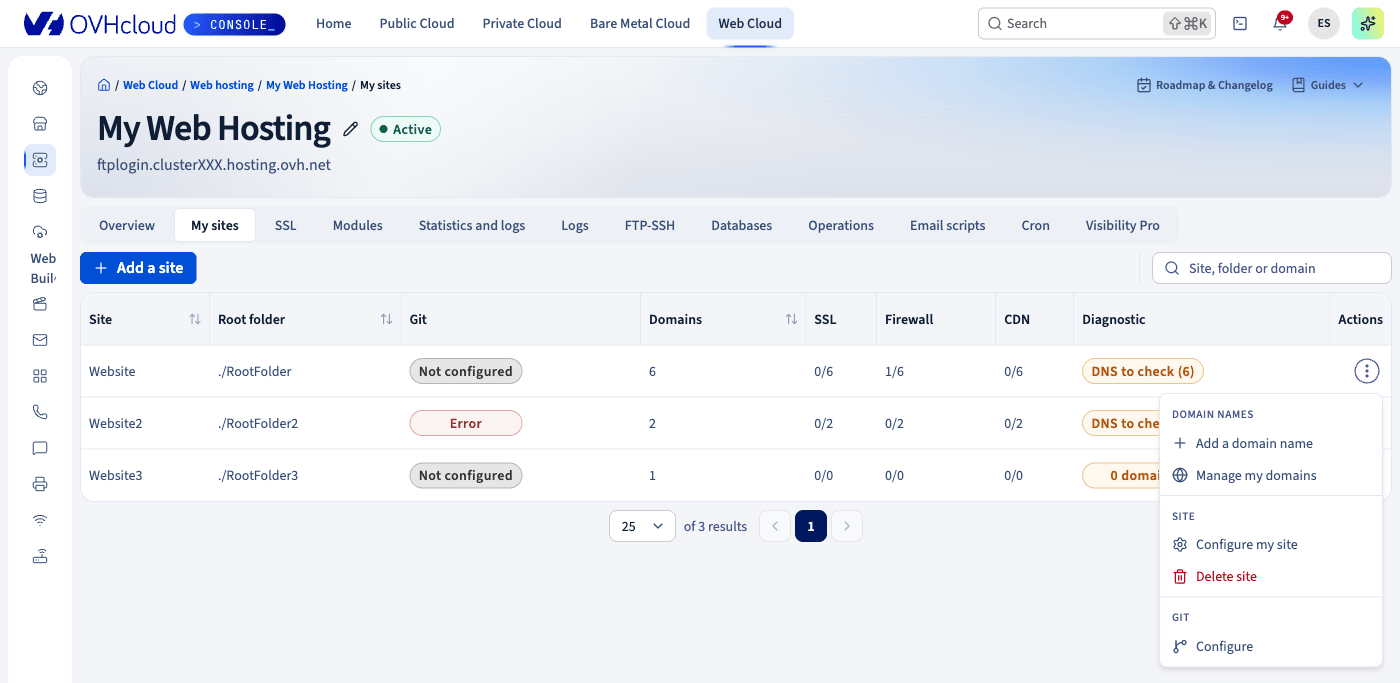 OVHcloud > CONSOLE_ Home Public Cloud Private Cloud Bare Metal Cloud Web Cloud Search ⇧⌘K 9+ ES
/ Web Cloud / Web hosting / My Web Hosting / My sites Roadmap & Changelog Guides
My Web Hosting Active
ftplogin.clusterXXX.hosting.ovh.net
Overview My sites SSL Modules Statistics and logs Logs FTP-SSH Databases Operations Email scripts Cron Visibility Pro
Web
Buil
+ Add a site Site, folder or domain
Site Root folder Git Domains SSL Firewall CDN Diagnostic Actions
Website ./RootFolder Not configured 6 0/6 1/6 0/6 DNS to check (6)
Website2 ./RootFolder2 Error 2 0/2 0/2 0/2 DNS to che
Website3 ./RootFolder3 Not configured 1 0/0 0/0 0/0 0 domai
25 of 3 results 1
DOMAIN NAMES
+ Add a domain name
Manage my domains
SITE
Configure my site
Delete site
GIT
Configure